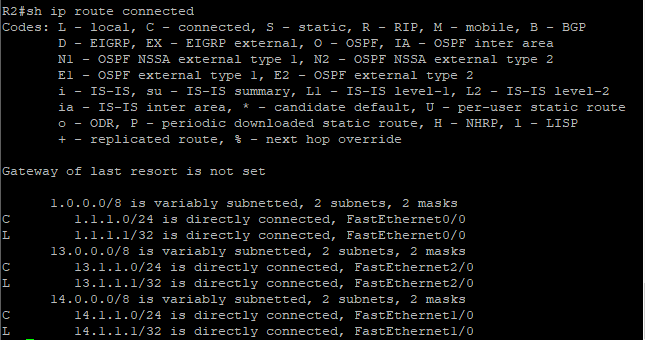 R2#sh ip route connected
Codes: L - local, C - connected, S - static, R - RIP, M - mobile, B - BGP
       D - EIGRP, EX - EIGRP external, O - OSPF, IA - OSPF inter area
       N1 - OSPF NSSA external type 1, N2 - OSPF NSSA external type 2
       E1 - OSPF external type 1, E2 - OSPF external type 2
       i - IS-IS, su - IS-IS summary, L1 - IS-IS level-1, L2 - IS-IS level-2
       ia - IS-IS inter area, * - candidate default, U - per-user static route
       o - ODR, P - periodic downloaded static route, H - NHRP, l - LISP
       + - replicated route, % - next hop override

Gateway of last resort is not set

      1.0.0.0/8 is variably subnetted, 2 subnets, 2 masks
C        1.1.1.0/24 is directly connected, FastEthernet0/0
L        1.1.1.1/32 is directly connected, FastEthernet0/0
      13.0.0.0/8 is variably subnetted, 2 subnets, 2 masks
C        13.1.1.0/24 is directly connected, FastEthernet2/0
L        13.1.1.1/32 is directly connected, FastEthernet2/0
      14.0.0.0/8 is variably subnetted, 2 subnets, 2 masks
C        14.1.1.0/24 is directly connected, FastEthernet1/0
L        14.1.1.1/32 is directly connected, FastEthernet1/0